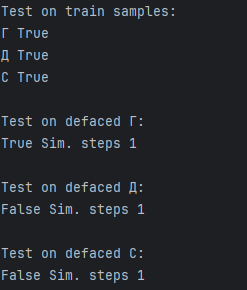 Test on train samples:
Г True
Д True
С True
Test on defaced Г:
True Sim. steps 1
Test on defaced Д:
False Sim. steps 1
Test on defaced С:
False Sim. steps 1